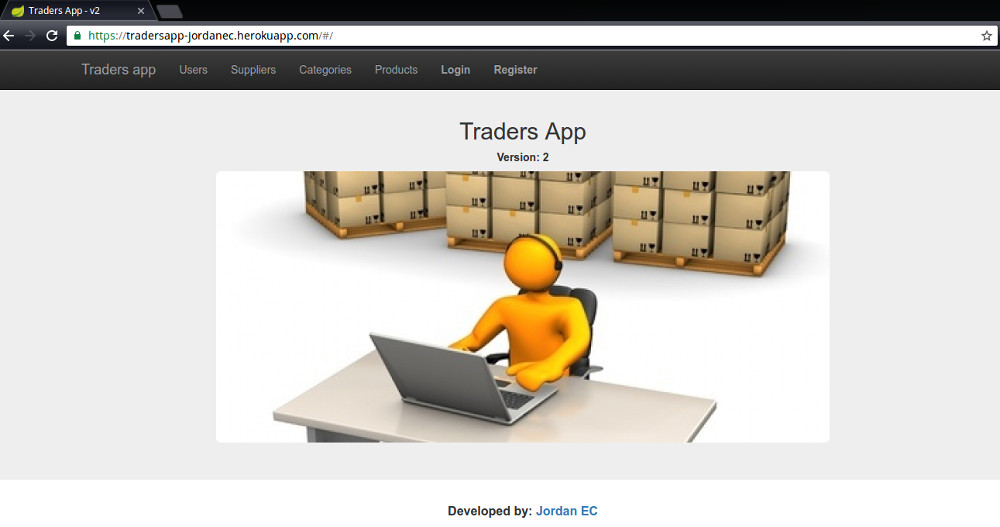 Traders App - v2
https://tradersapp-jordanec.herokuapp.com/#/
Traders app Users Suppliers Categories Products Login Register
Traders App
Version: 2
Developed by: Jordan EC